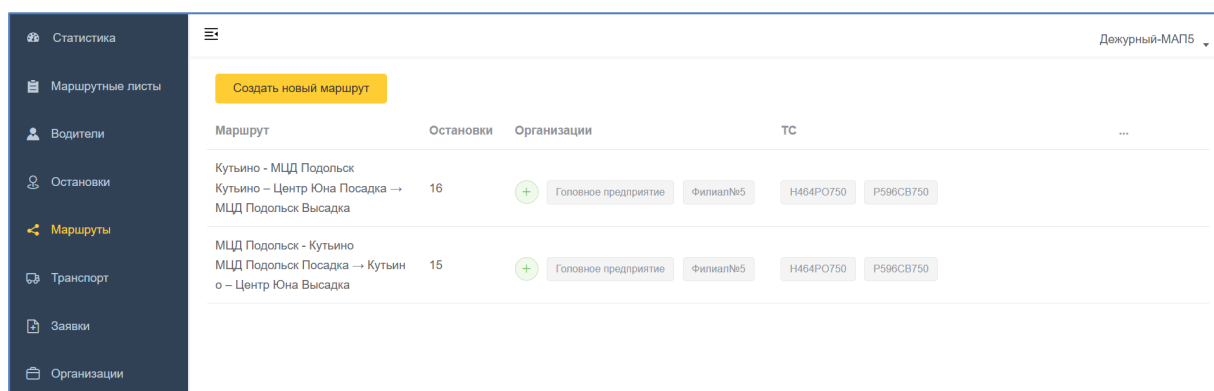 Статистика
Дежурный-МАП5
Маршрутные листы
Создать новый маршрут
Водители
Маршрут Остановки Организации ТС ...
Остановки
Кутьино - МЦД Подольск
Кутьино – Центр Юна Посадка → 16 Головное предприятие Филиал№5 Н464РО750 Р596СВ750
МЦД Подольск Высадка
Маршруты
МЦД Подольск - Кутьино
МЦД Подольск Посадка → Кутьин 15 Головное предприятие Филиал№5 Н464РО750 Р596СВ750
о – Центр Юна Высадка
Транспорт
Заявки
Организации